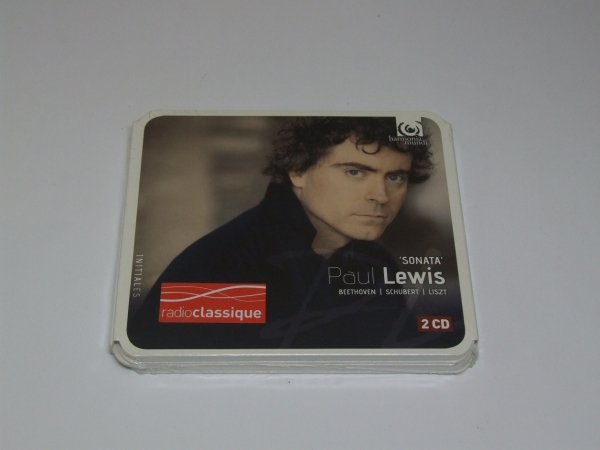 harmonia
mundi
'SONATA'
Paul Lewis
BEETHOVEN | SCHUBERT | LISZT
INITIALES
radioclassique
2 CD